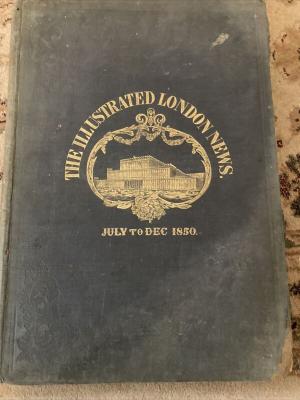 THE ILLUSTRATED LONDON NEWS.
JULY TO DEC 1850.